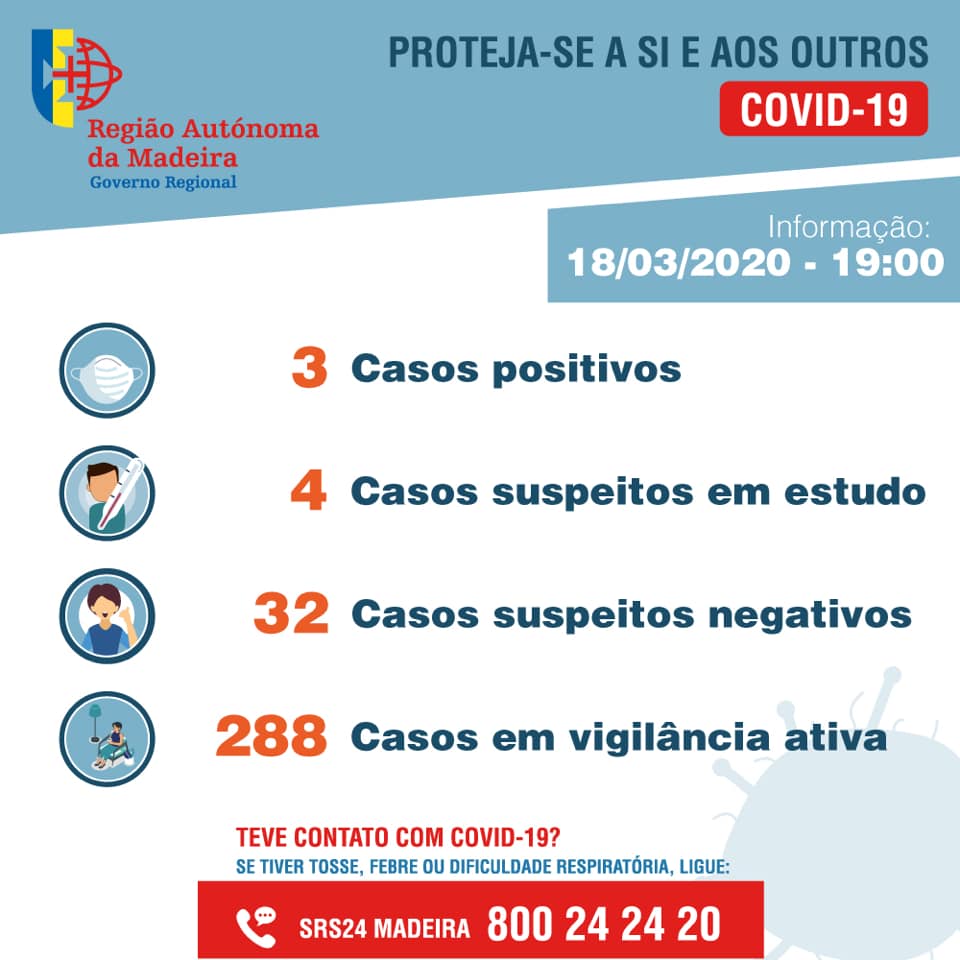 Região Autónoma
da Madeira
Governo Regional
PROTEJA-SE A SI E AOS OUTROS
COVID-19
Informação:
18/03/2020 - 19:00
3 Casos positivos
4 Casos suspeitos em estudo
32 Casos suspeitos negativos
288 Casos em vigilância ativa
TEVE CONTATO COM COVID-19?
SE TIVER TOSSE, FEBRE OU DIFICULDADE RESPIRATÓRIA, LIGUE:
SRS24 MADEIRA 800 24 24 20